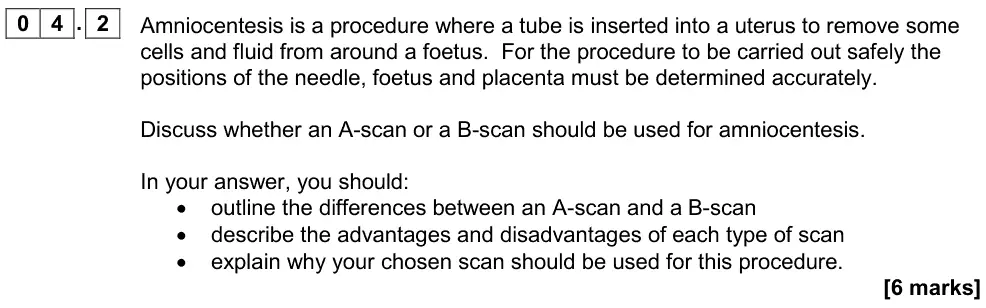 04.2 Amniocentesis is a procedure where a tube is inserted into a uterus to remove some
cells and fluid from around a foetus. For the procedure to be carried out safely the
positions of the needle, foetus and placenta must be determined accurately.
Discuss whether an A-scan or a B-scan should be used for amniocentesis.
In your answer, you should:
• outline the differences between an A-scan and a B-scan
• describe the advantages and disadvantages of each type of scan
• explain why your chosen scan should be used for this procedure.
[6 marks]